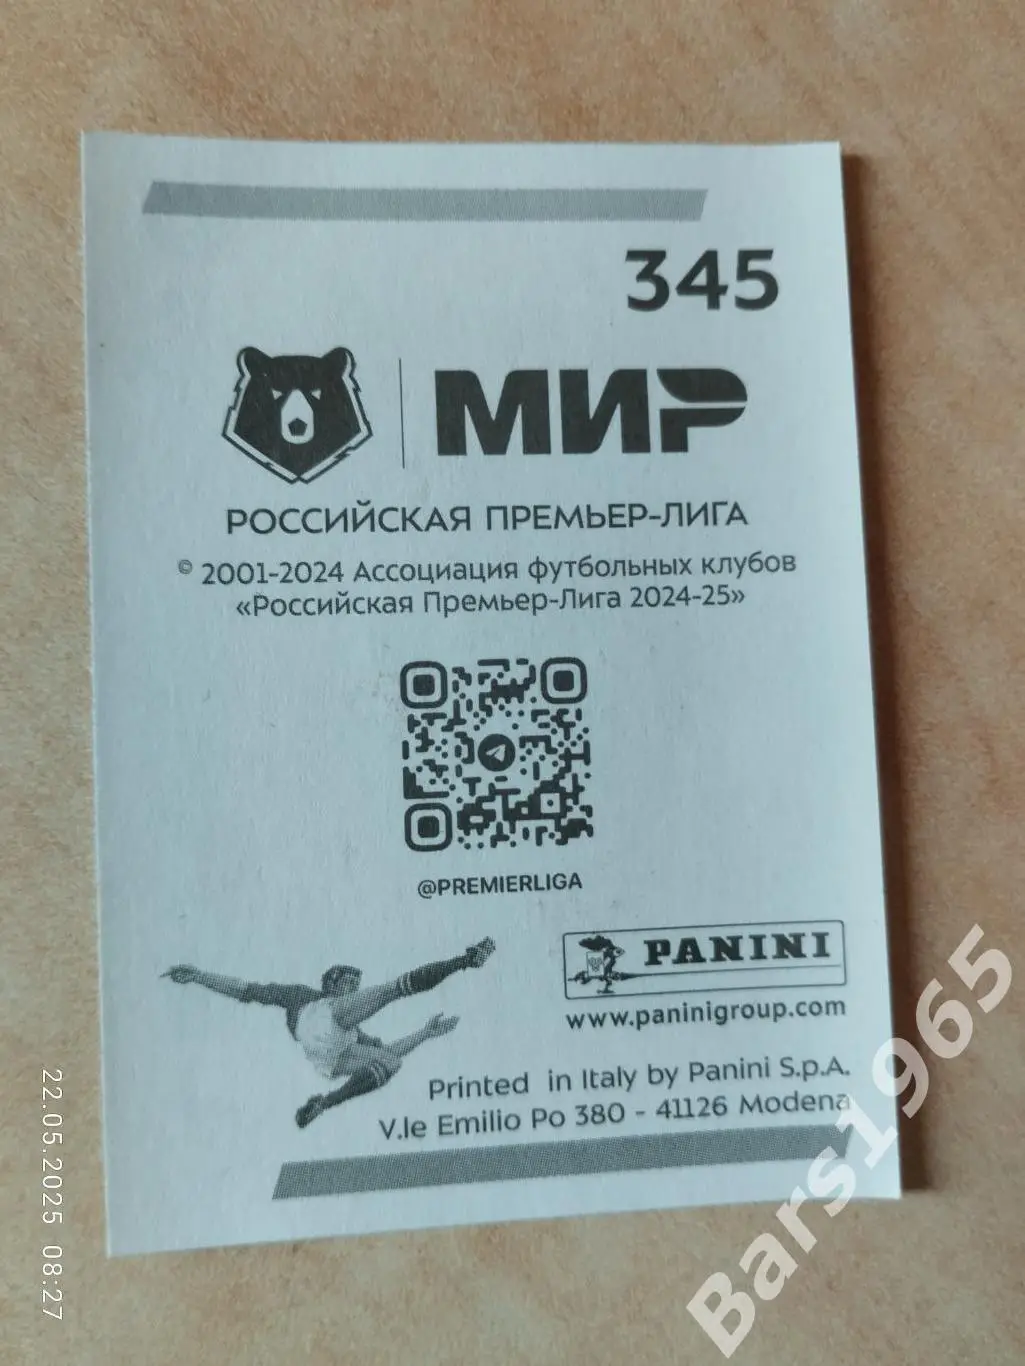 345
МИР
РОССИЙСКАЯ ПРЕМЬЕР-ЛИГА
© 2001-2024 Ассоциация футбольных клубов
«Российская Премьер-Лига 2024-25»
@PREMIERLIGA
PANINI
www.paninigroup.com
Printed in Italy by Panini S.p.A.
V.le Emilio Po 380 - 41126 Modena
22.05.2025 08:27
Bars1965